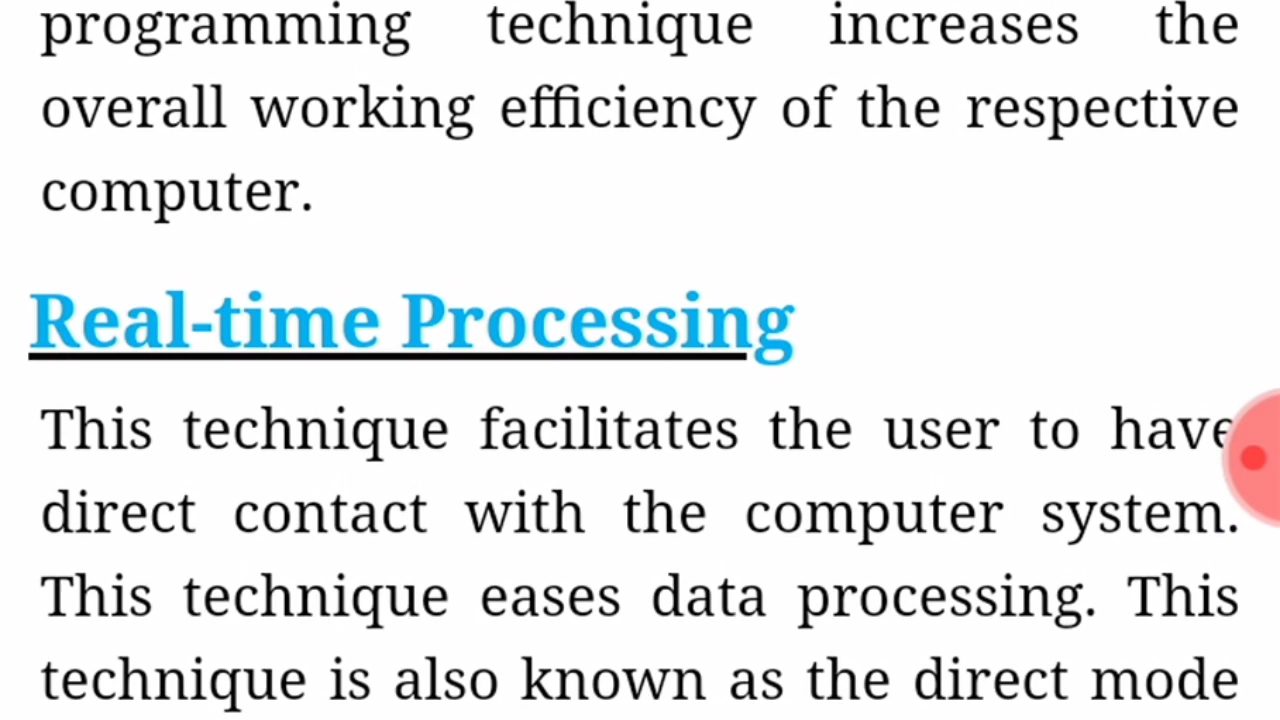 programming technique increases the
overall working efficiency of the respective
computer.
Real-time Processing
This technique facilitates the user to have
direct contact with the computer system.
This technique eases data processing. This
technique is also known as the direct mode